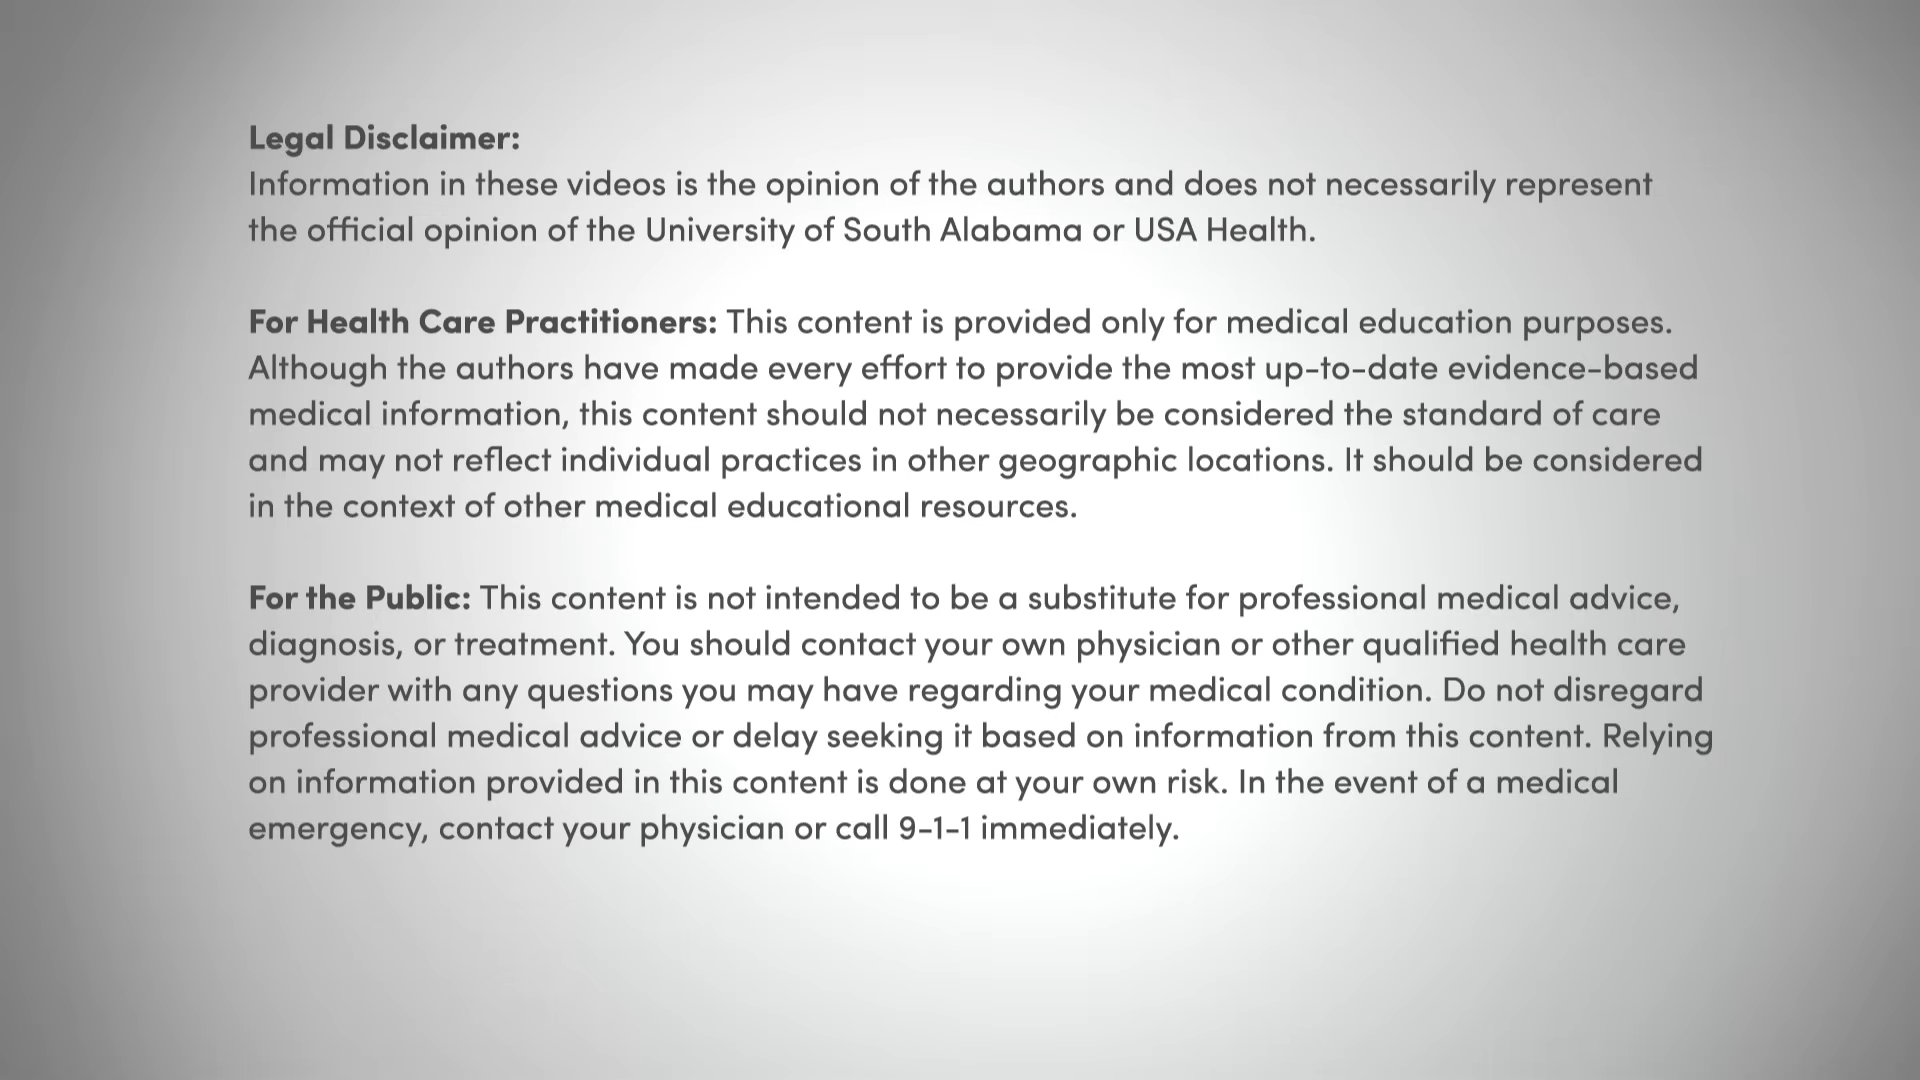 Legal Disclaimer:
Information in these videos is the opinion of the authors and does not necessarily represent
the official opinion of the University of South Alabama or USA Health.
For Health Care Practitioners: This content is provided only for medical education purposes.
Although the authors have made every effort to provide the most up-to-date evidence-based
medical information, this content should not necessarily be considered the standard of care
and may not reflect individual practices in other geographic locations. It should be considered
in the context of other medical educational resources.
For the Public: This content is not intended to be a substitute for professional medical advice,
diagnosis, or treatment. You should contact your own physician or other qualified health care
provider with any questions you may have regarding your medical condition. Do not disregard
professional medical advice or delay seeking it based on information from this content. Relying
on information provided in this content is done at your own risk. In the event of a medical
emergency, contact your physician or call 9-1-1 immediately.